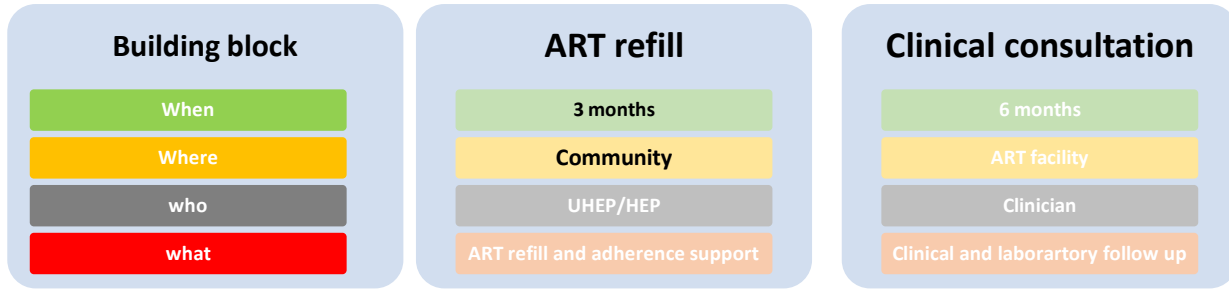 Building block
When
Where
who
what
ART refill
3 months
Community
UHEP/HEP
ART refill and adherence support
Clinical consultation
6 months
ART facility
Clinician
Clinical and laborartory follow up